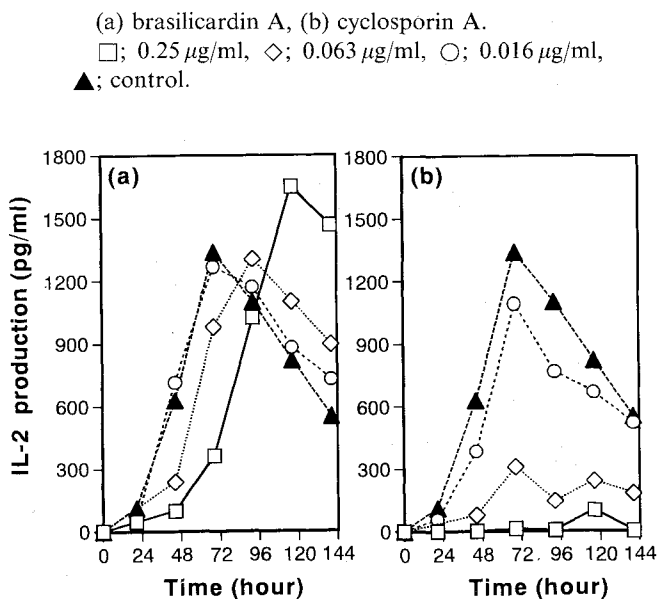 (a) brasilicardin A, (b) cyclosporin A.
□; 0.25 μg/ml, ◇; 0.063 μg/ml, ○; 0.016 μg/ml,
▲; control.
IL-2 production (pg/ml)
(a)
1800
1500
1200
900
600
300
0
0 24 48 72 96 120 144
Time (hour)
(b)
1800
1500
1200
900
600
300
0
0 24 48 72 96 120 144
Time (hour)